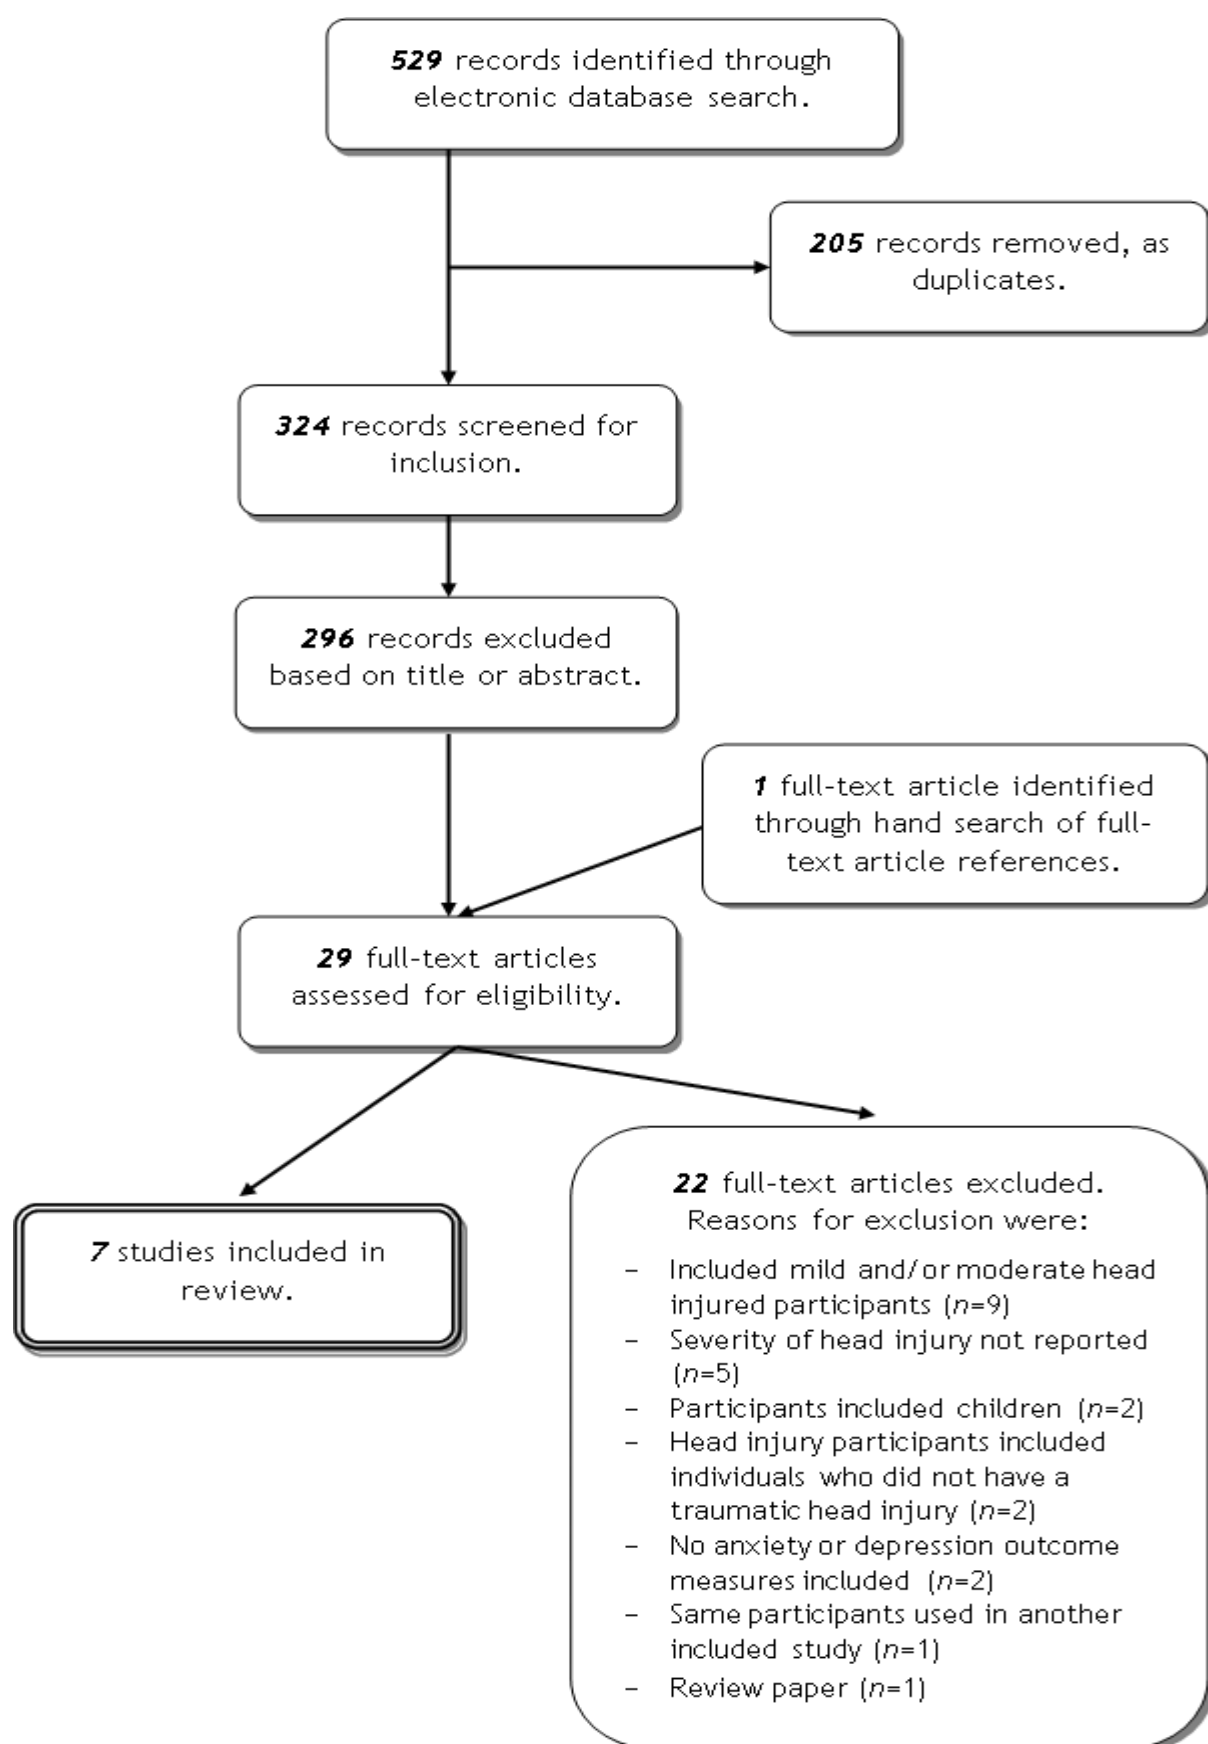 529 records identified through
electronic database search.
205 records removed, as
duplicates.
324 records screened for
inclusion.
296 records excluded
based on title or abstract.
1 full-text article identified
through hand search of full-
text article references.
29 full-text articles
assessed for eligibility.
7 studies included in
review.
22 full-text articles excluded.
Reasons for exclusion were:
– Included mild and/or moderate head
injured participants (n=9)
– Severity of head injury not reported
(n=5)
– Participants included children (n=2)
– Head injury participants included
individuals who did not have a
traumatic head injury (n=2)
– No anxiety or depression outcome
measures included (n=2)
– Same participants used in another
included study (n=1)
– Review paper (n=1)